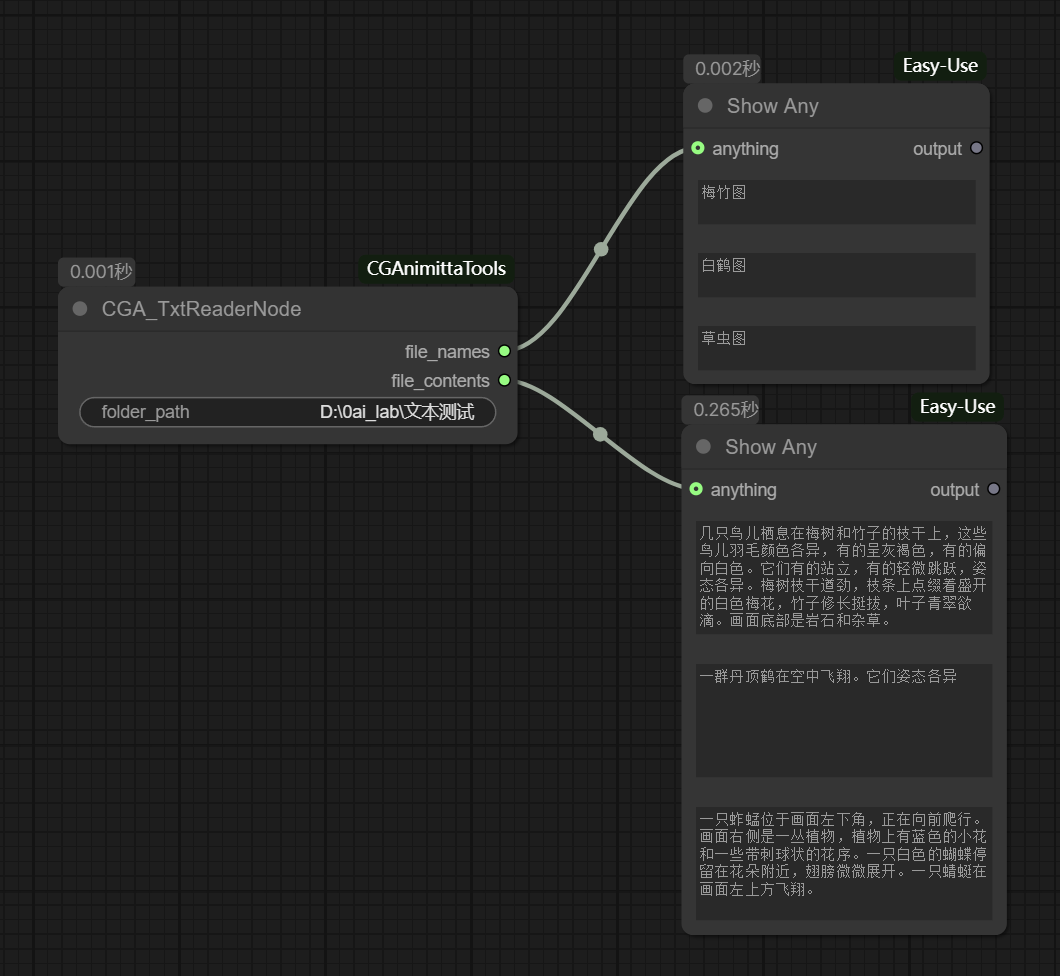 0.001秒
CGAnimittaTools
CGA_TxtReaderNode
file_names
file_contents
folder_path
D:\0ai_lab\文本测试
0.002秒
Easy-Use
Show Any
anything
output
梅竹图
白鹤图
草虫图
0.265秒
Easy-Use
Show Any
anything
output
几只鸟儿栖息在梅树和竹子的枝干上，这些
鸟儿羽毛颜色各异，有的呈灰褐色，有的偏
向白色。它们有的站立，有的轻微跳跃，姿
态各异。梅树枝干遒劲，枝条上点缀着盛开
的白色梅花，竹子修长挺拔，叶子青翠欲
滴。画面底部是岩石和杂草。
一群丹顶鹤在空中飞翔。它们姿态各异
一只蚱蜢位于画面左下角，正在向前爬行。
画面右侧是一丛植物，植物上有蓝色的小花
和一些带刺球状的花序。一只白色的蝴蝶停
留在花朵附近，翅膀微微展开。一只蜻蜓在
画面左上方飞翔。